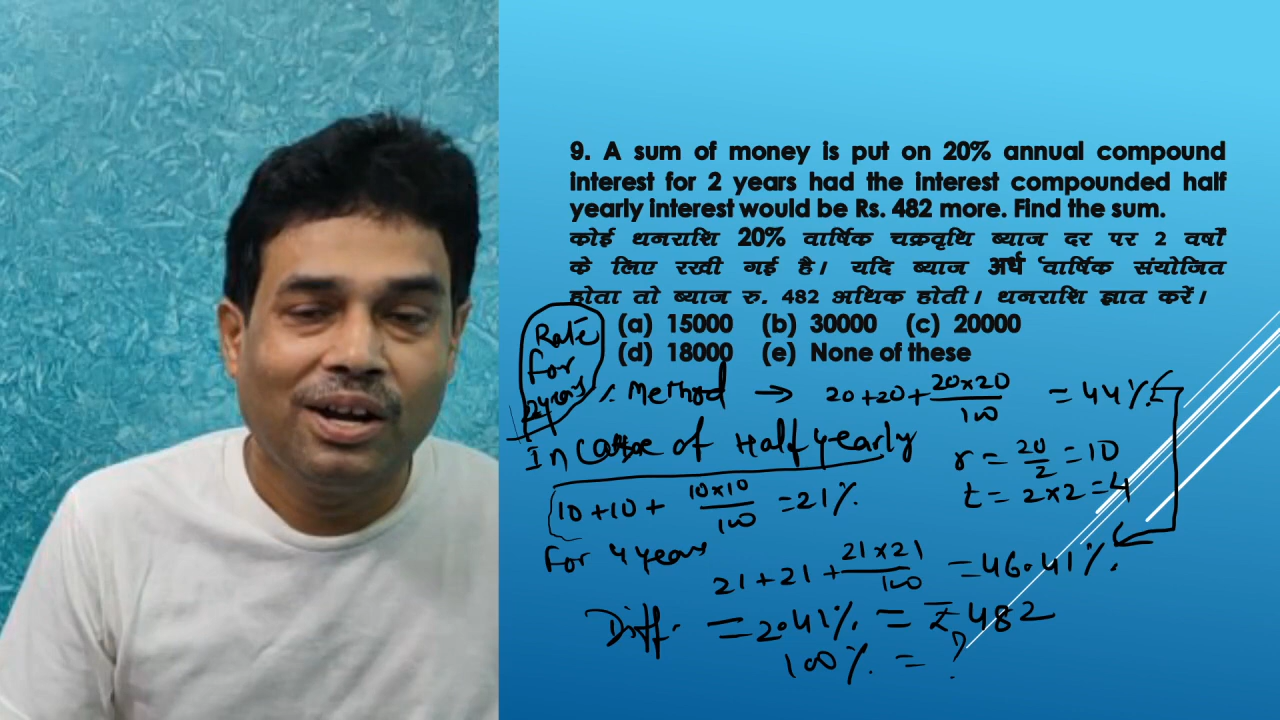 9. A sum of money is put on 20% annual compound
interest for 2 years had the interest compounded half
yearly interest would be Rs. 482 more. Find the sum.
कोई धनराशि 20% वार्षिक चक्रवृधि ब्याज दर पर 2 वर्षों
के लिए रखी गई है। यदि ब्याज अर्ध वार्षिक संयोजित
होता तो ब्याज रु. 482 अधिक होती। धनराशि ज्ञात करें।
(a) 15000 (b) 30000 (c) 20000
(d) 18000 (e) None of these
Rate
for
2years
% Method → 20+20+20×20/100 = 44%
In Case of Half yearly
r = 20/2 = 10
t = 2×2 = 4
10+10+ 10×10/100 = 21%
For 4 years
21+21+21×21/100 = 46.41%
Diff. = 2.41% = ₹482
100% = ?